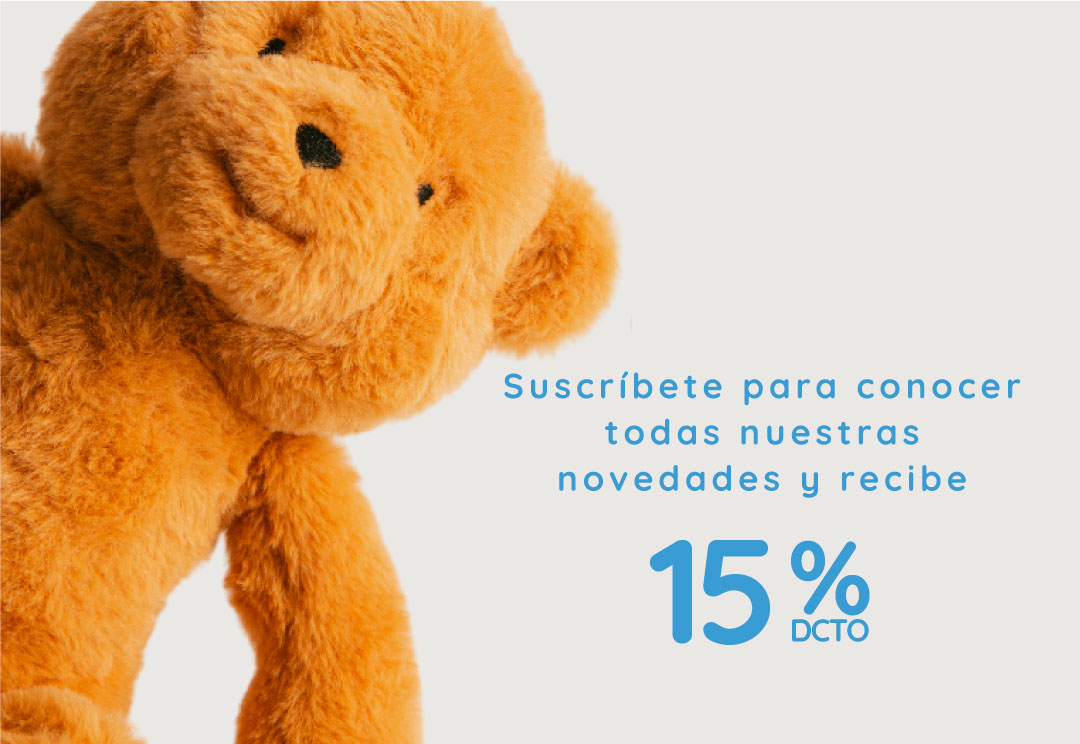 Suscríbete para conocer
todas nuestras
novedades y recibe
15%
DCTO